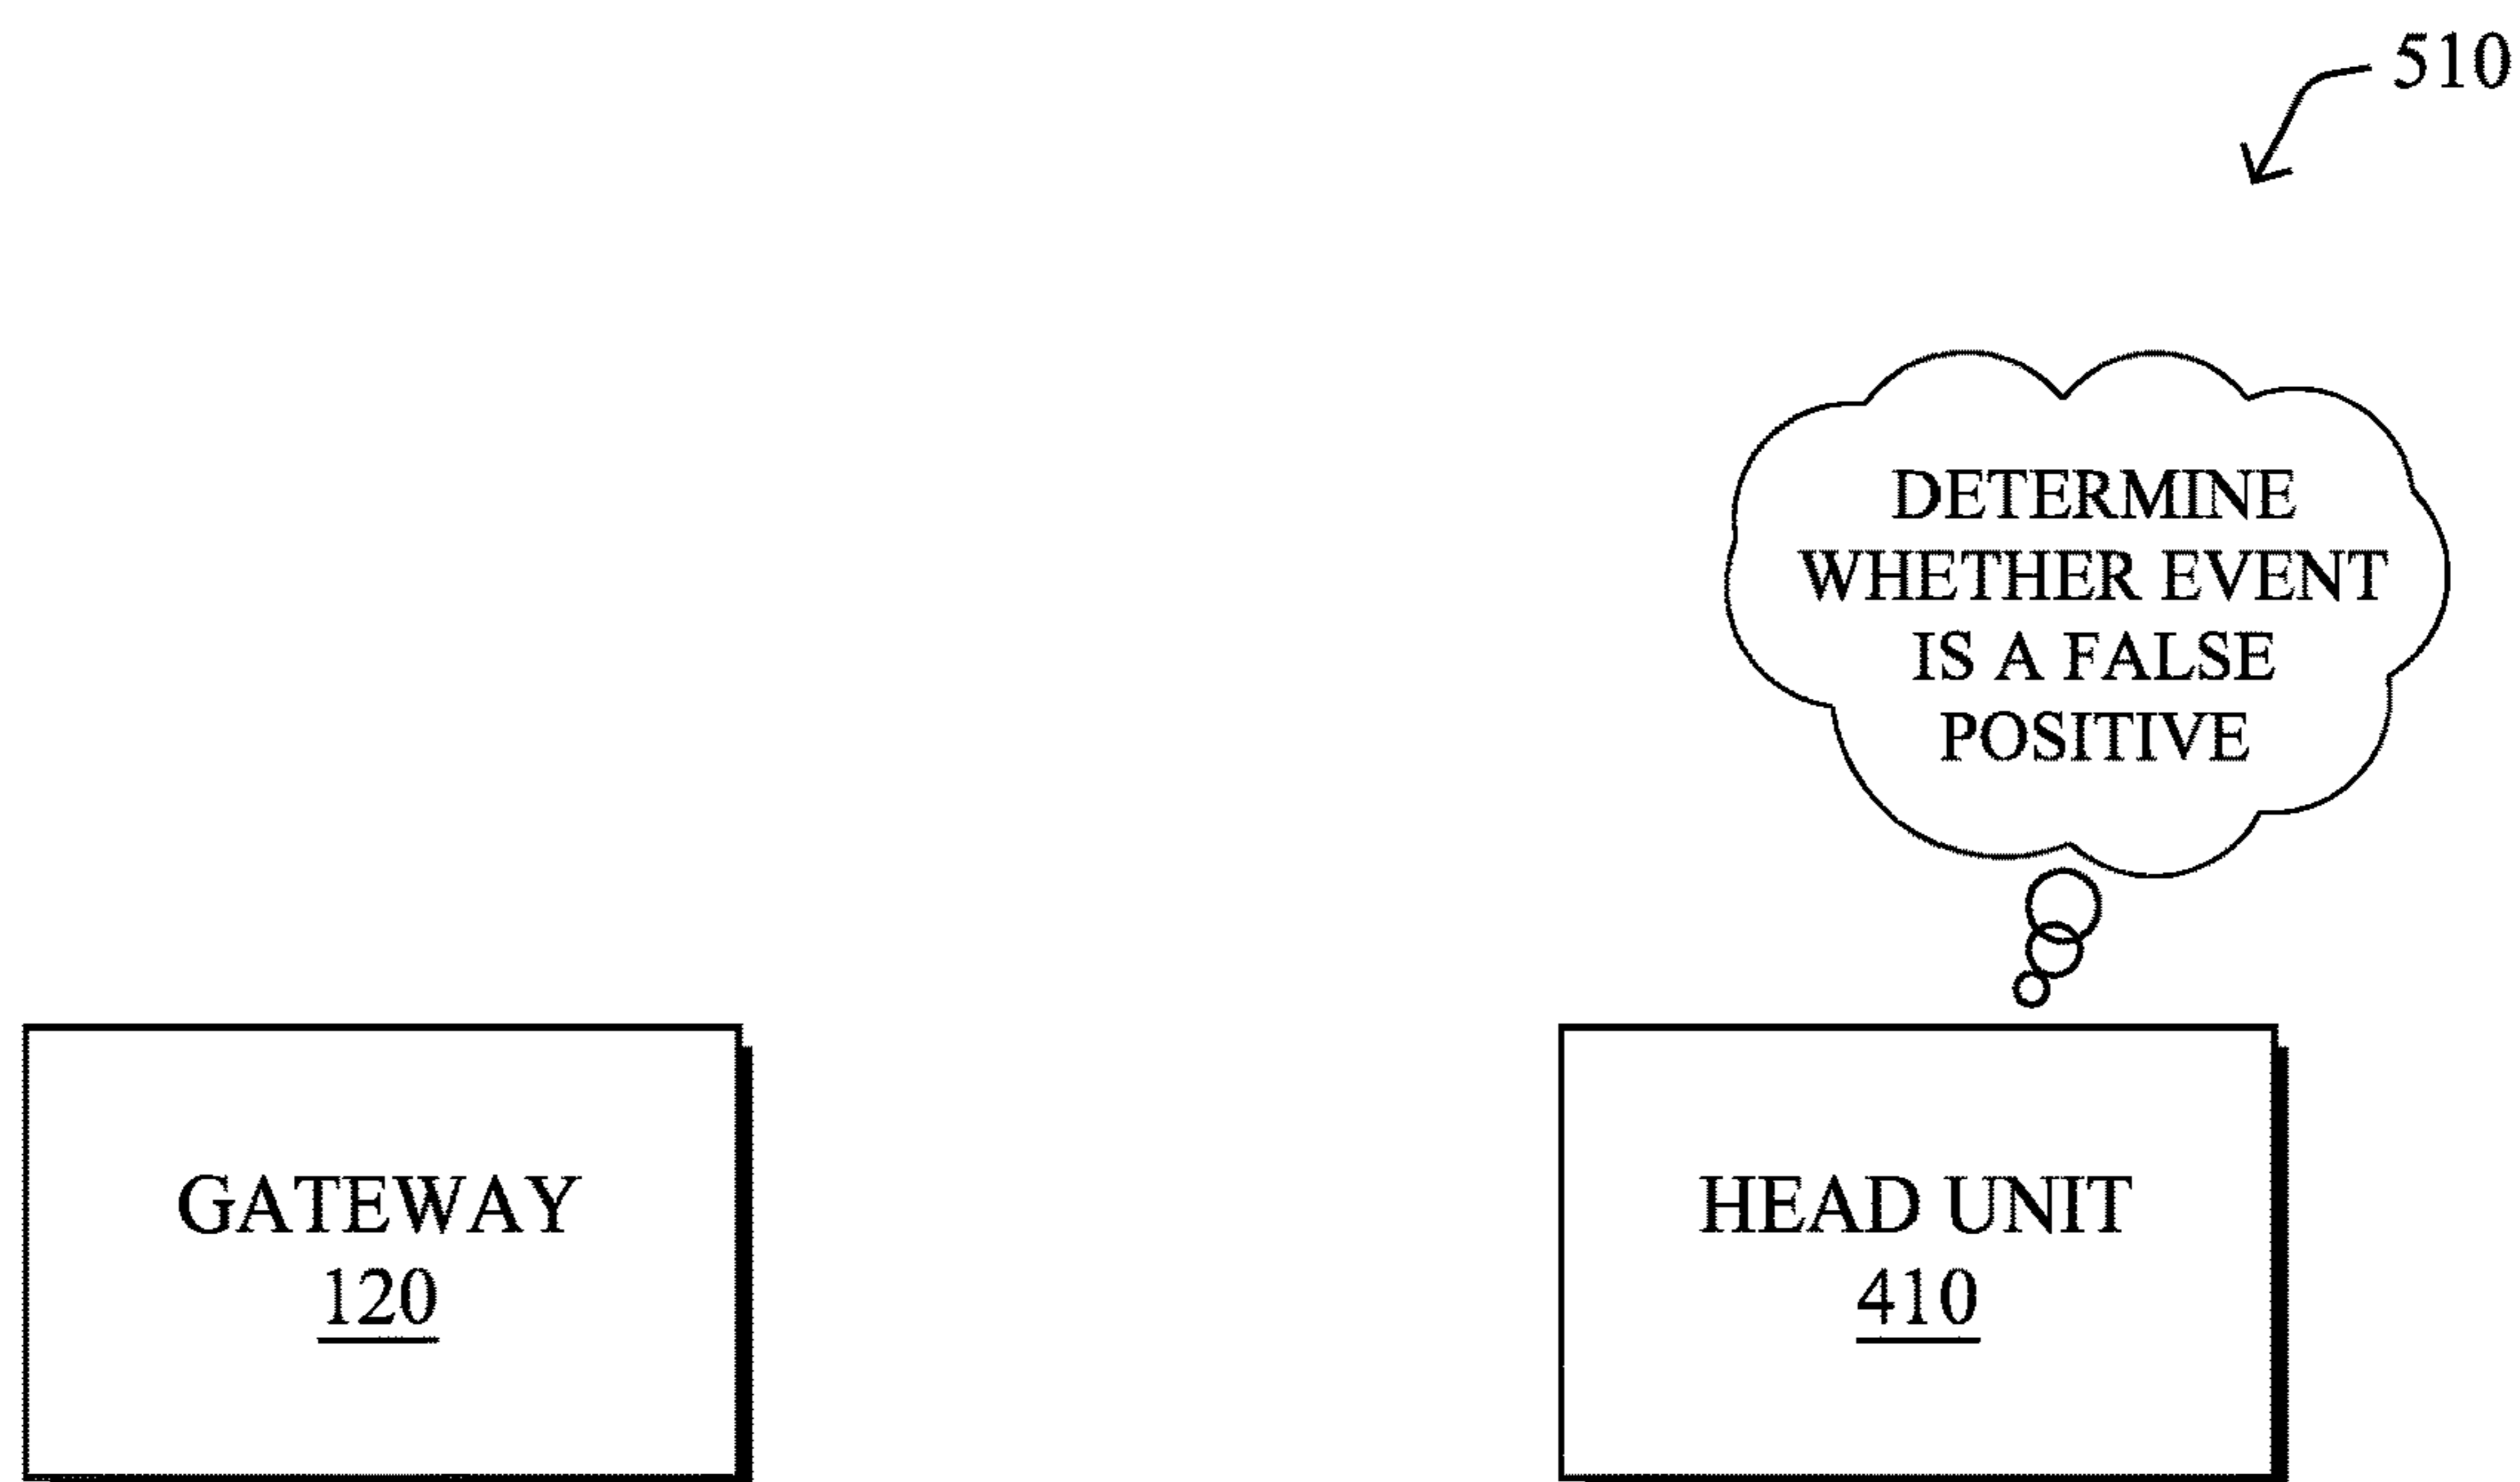 510
DETERMINE
WHETHER EVENT
IS A FALSE
POSITIVE
GATEWAY
120
HEAD UNIT
410